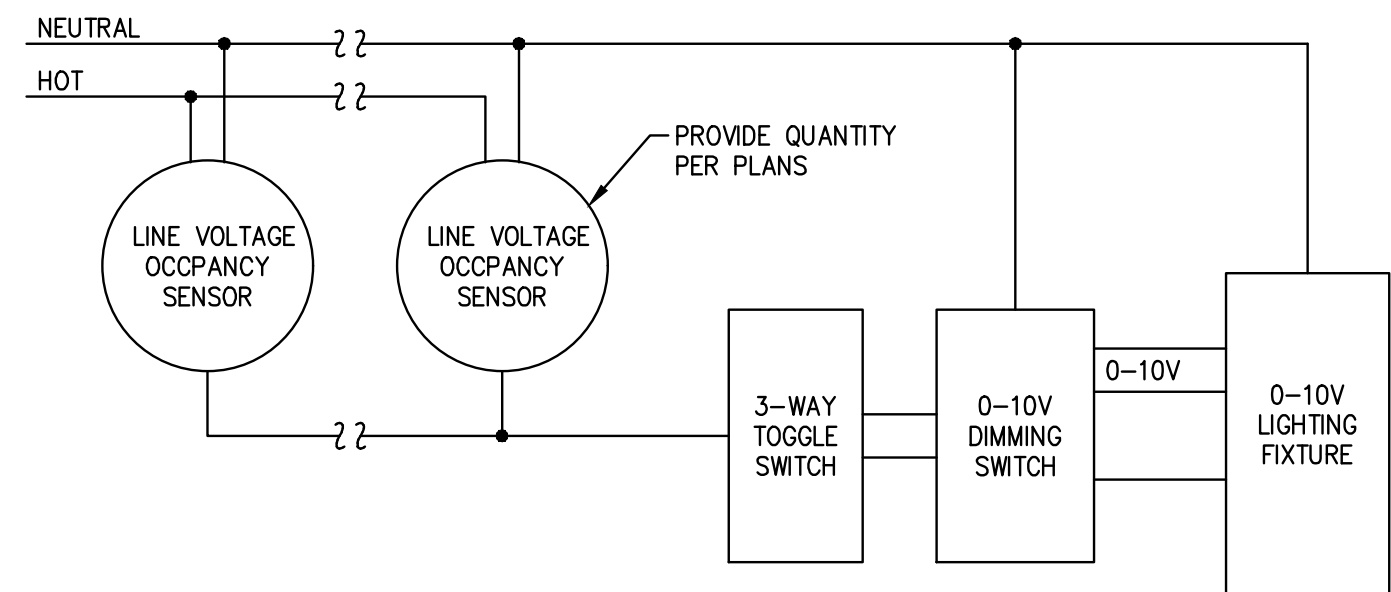 NEUTRAL
HOT
PROVIDE QUANTITY
PER PLANS
LINE VOLTAGE
OCCPANCY
SENSOR
LINE VOLTAGE
OCCPANCY
SENSOR
3-WAY
TOGGLE
SWITCH
0-10V
DIMMING
SWITCH
0-10V
0-10V
LIGHTING
FIXTURE